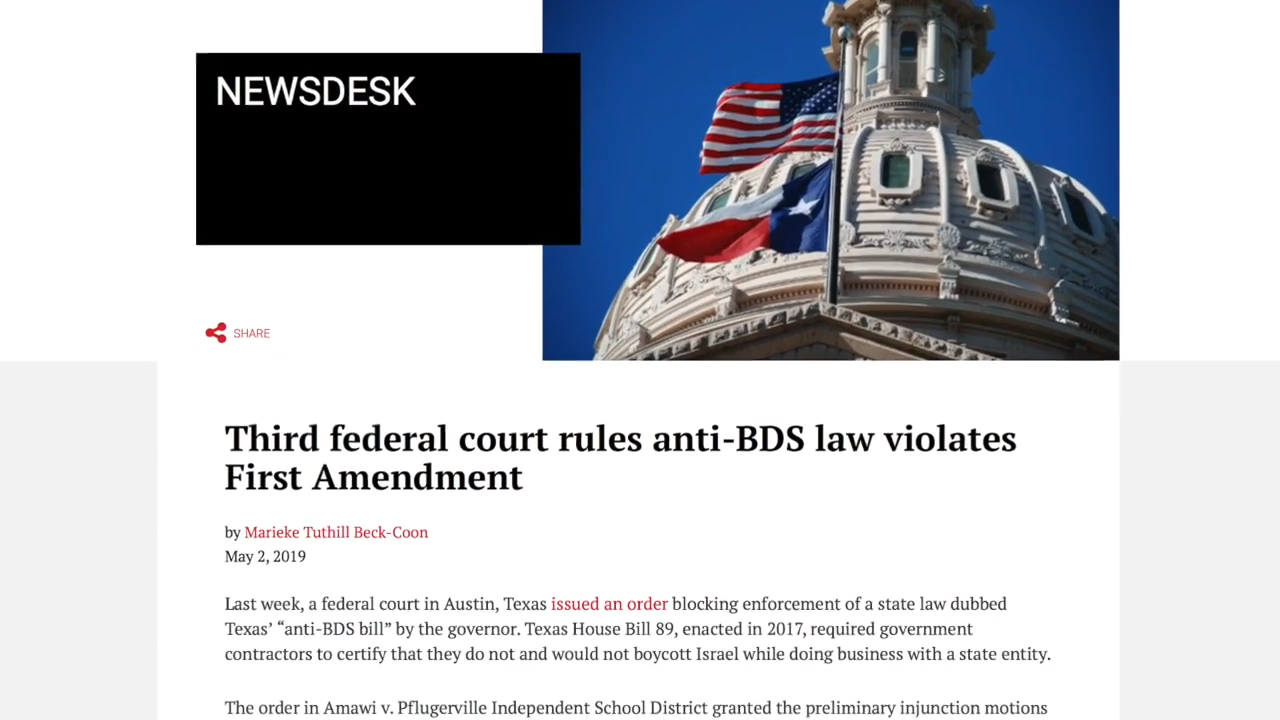 NEWSDESK
SHARE
Third federal court rules anti-BDS law violates
First Amendment
by Marieke Tuthill Beck-Coon
May 2, 2019
Last week, a federal court in Austin, Texas issued an order blocking enforcement of a state law dubbed
Texas’ “anti-BDS bill” by the governor. Texas House Bill 89, enacted in 2017, required government
contractors to certify that they do not and would not boycott Israel while doing business with a state entity.
The order in Amawi v. Pflugerville Independent School District granted the preliminary injunction motions